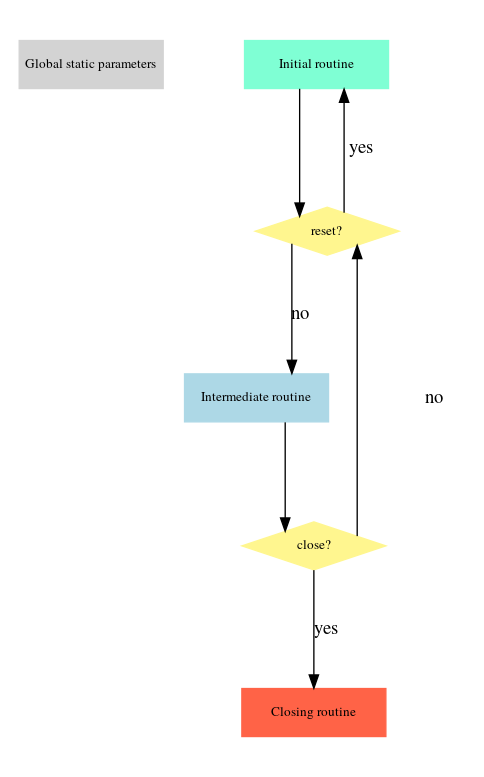 Global static parameters
Initial routine
yes
reset?
no
Intermediate routine
no
close?
yes
Closing routine